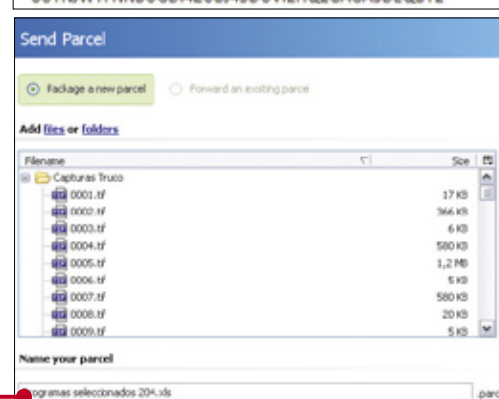 Send Parcel
Package a new parcel Forward an existing parcel
Add files or folders
Filename Size
Capturas Truco
0001.tif 17 KB
0002.tif 366 KB
0003.tif 6 KB
0004.tif 580 KB
0005.tif 1,2 MB
0006.tif 5 KB
0007.tif 580 KB
0008.tif 20 KB
0009.tif 5 KB
Name your parcel
programas seleccionados 204.xls .parc